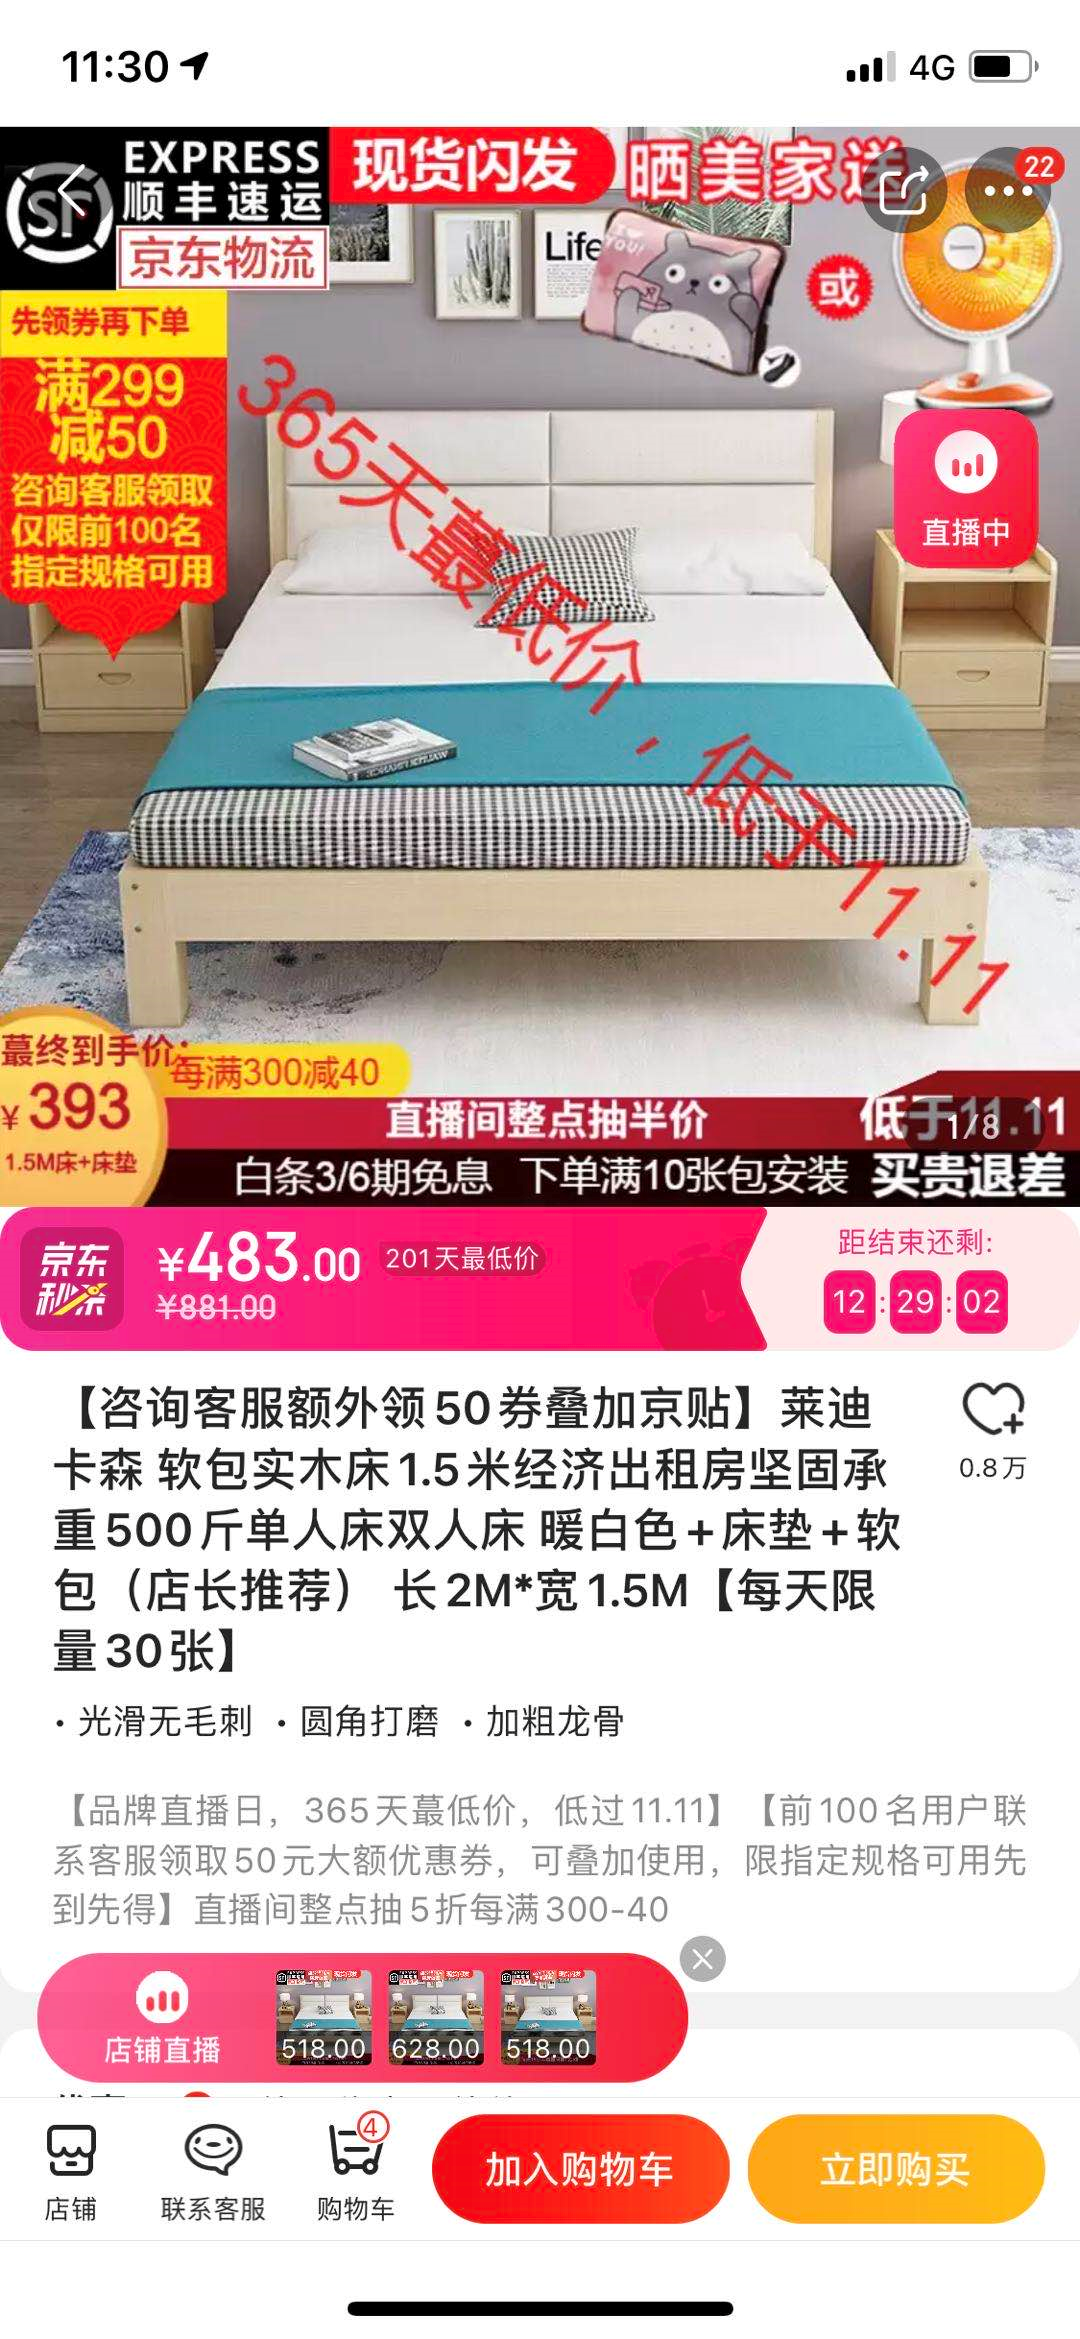 11:30
4G
EXPRESS
顺丰速运
SF
京东物流
现货闪发
晒美家送
22
Life
YOU!
或
先领券再下单
满299
减50
咨询客服领取
仅限前100名
指定规格可用
365天蕞低价，低于11.11
直播中
蕞终到手价:
¥393
1.5M床+床垫
每满300减40
直播间整点抽半价
低于11.11
1/8
白条3/6期免息 下单满10张包安装
买贵退差
京东
秒杀
¥483.00
201天最低价
¥881.00
距结束还剩:
12:29:02
【咨询客服额外领50券叠加京贴】莱迪
卡森 软包实木床1.5米经济出租房坚固承
重500斤单人床双人床 暖白色+床垫+软
包（店长推荐） 长2M*宽1.5M【每天限
量30张】
0.8万
·光滑无毛刺 ·圆角打磨 ·加粗龙骨
【品牌直播日，365天蕞低价，低过11.11】【前100名用户联
系客服领取50元大额优惠券，可叠加使用，限指定规格可用先
到先得】直播间整点抽5折每满300-40
店铺直播
518.00
628.00
518.00
店铺
联系客服
4
购物车
加入购物车
立即购买